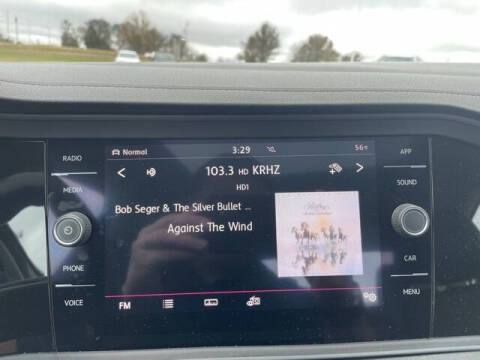 RADIO
MEDIA
PHONE
VOICE
Normal
3:29
56°F
103.3 HD KRHZ
HD1
Bob Seger & The Silver Bullet ...
Against The Wind
FM
APP
SOUND
CAR
MENU